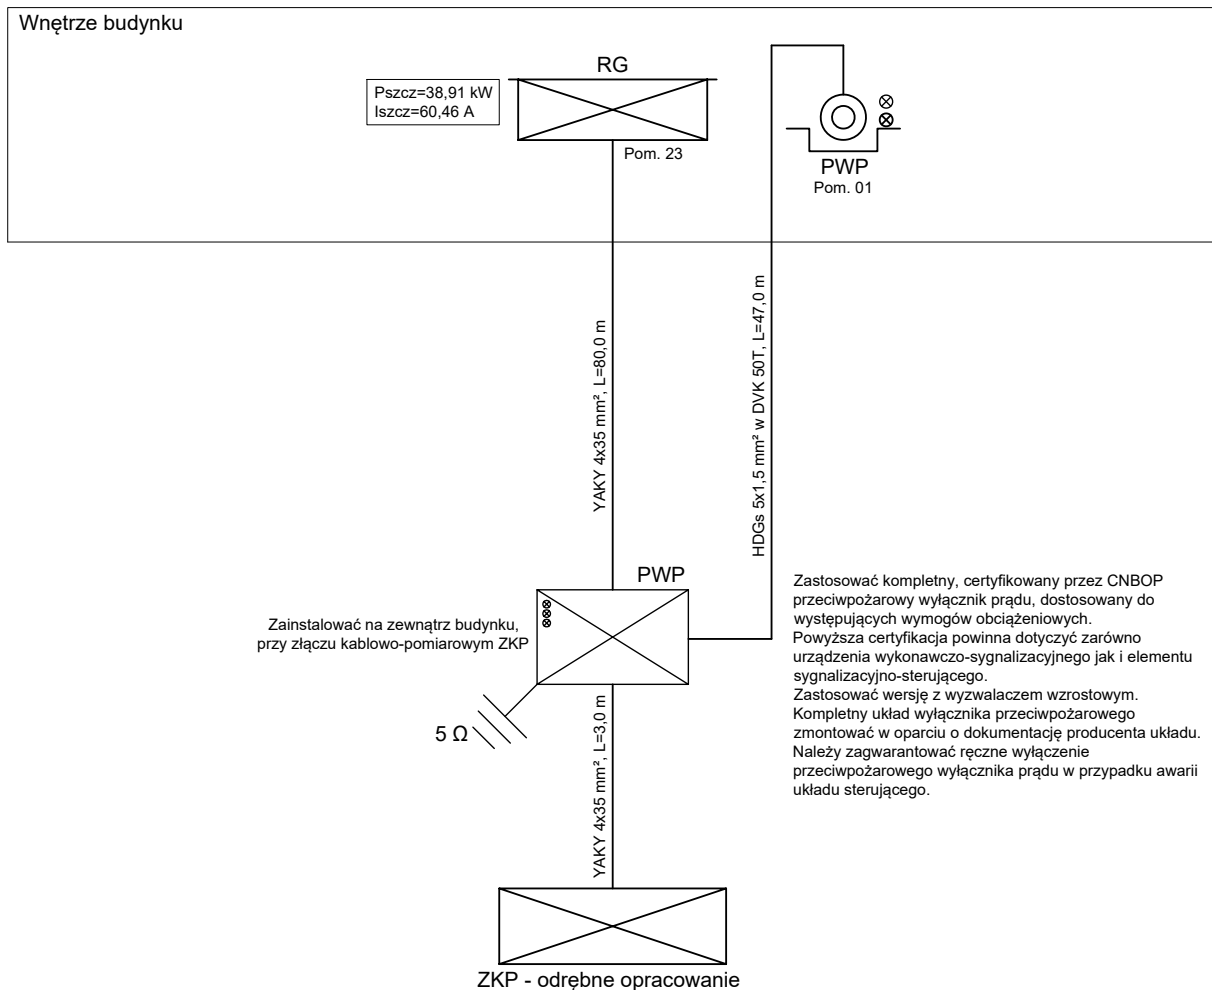 Wnętrze budynku
RG
Pszcz=38,91 kW
Iszcz=60,46 A
Pom. 23
PWP
Pom. 01
YAKY 4x35 mm², L=80,0 m
HDGs 5x1,5 mm² w DVK 50T, L=47,0 m
PWP
Zainstalować na zewnątrz budynku,
przy złączu kablowo-pomiarowym ZKP
5 Ω
Zastosować kompletny, certyfikowany przez CNBOP
przeciwpożarowy wyłącznik prądu, dostosowany do
występujących wymogów obciążeniowych.
Powyższa certyfikacja powinna dotyczyć zarówno
urządzenia wykonawczo-sygnalizacyjnego jak i elementu
sygnalizacyjno-sterującego.
Zastosować wersję z wyzwalaczem wzrostowym.
Kompletny układ wyłącznika przeciwpożarowego
zmontować w oparciu o dokumentację producenta układu.
Należy zagwarantować ręczne wyłączenie
przeciwpożarowego wyłącznika prądu w przypadku awarii
układu sterującego.
YAKY 4x35 mm², L=3,0 m
ZKP - odrębne opracowanie